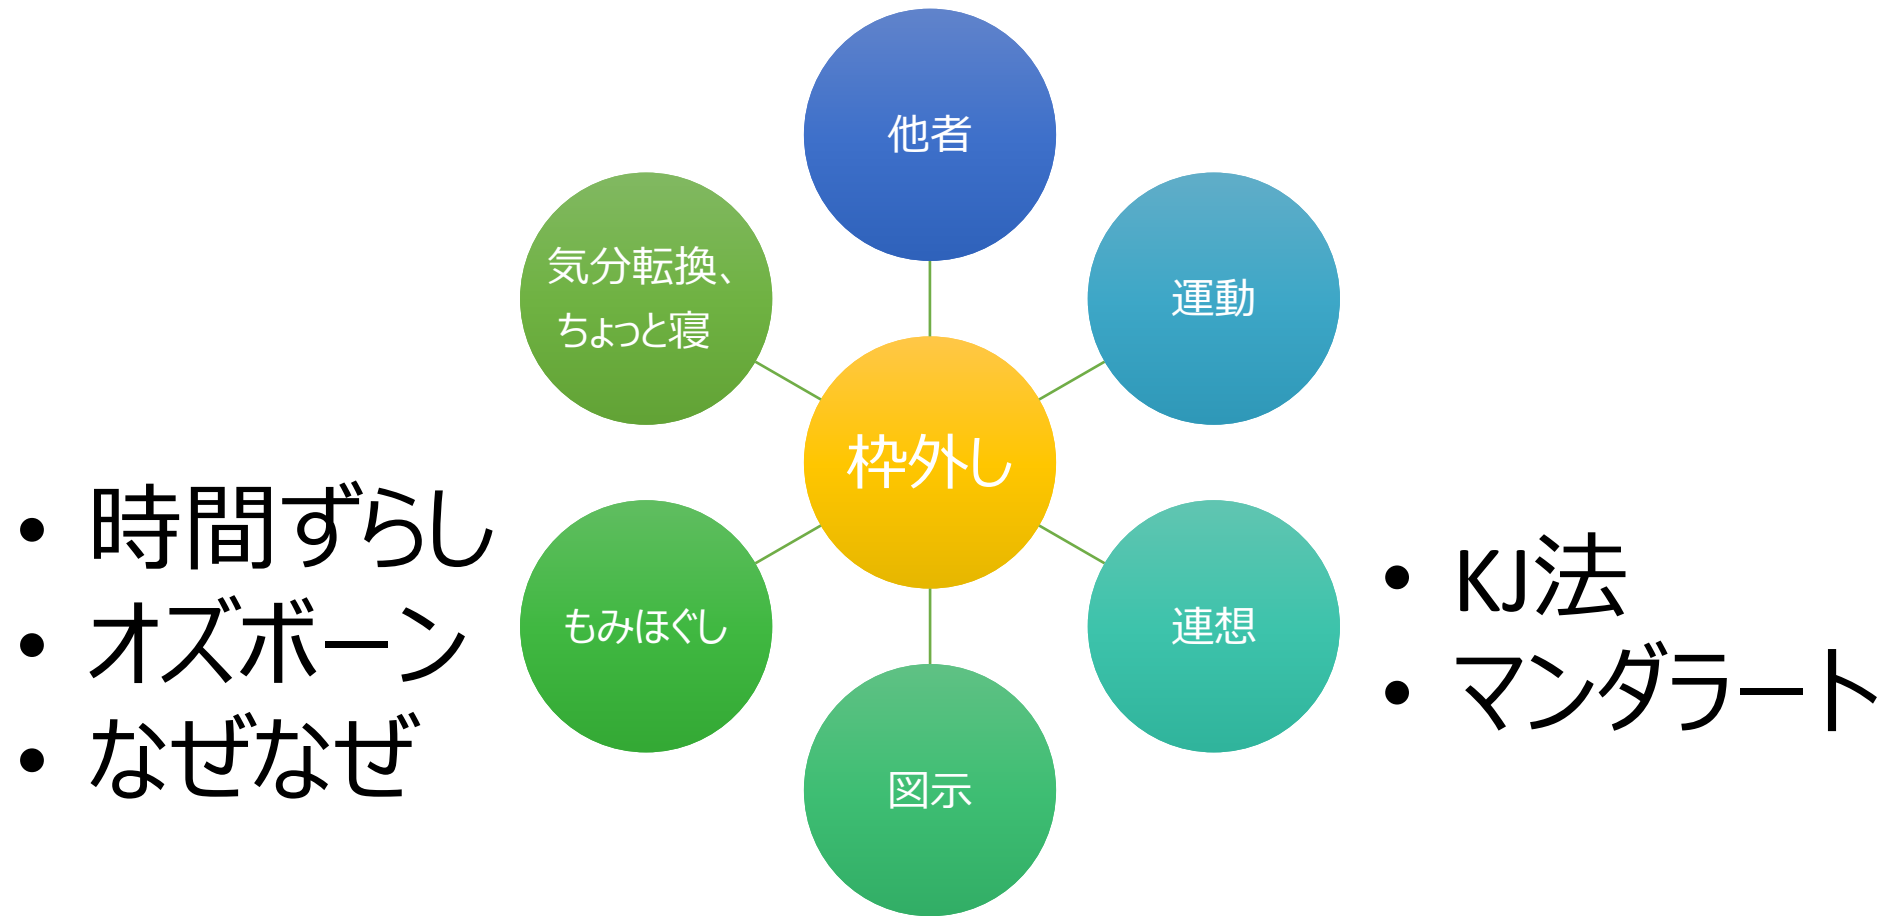 他者
気分転換、
ちょっと寝
運動
枠外し
• 時間ずらし
• オズボーン
• なぜなぜ
もみほぐし
連想
• KJ法
• マンダラート
図示